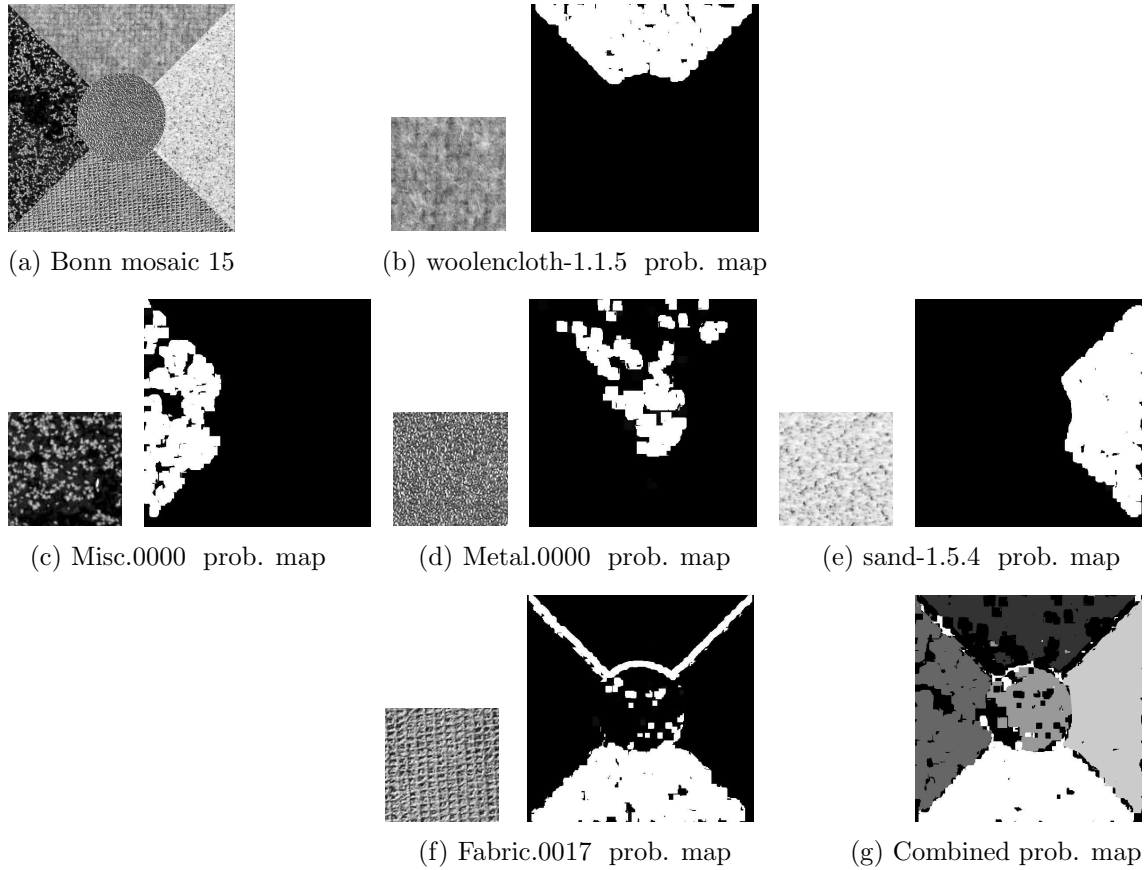 (a) Bonn mosaic 15
(b) woolencloth-1.1.5 prob. map
(c) Misc.0000 prob. map
(d) Metal.0000 prob. map
(e) sand-1.5.4 prob. map
(f) Fabric.0017 prob. map
(g) Combined prob. map